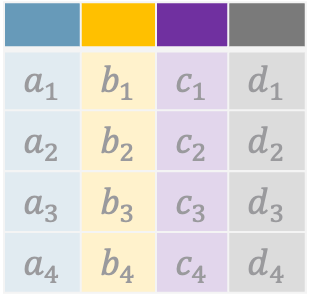 a₁ b₁ c₁ d₁
a₂ b₂ c₂ d₂
a₃ b₃ c₃ d₃
a₄ b₄ c₄ d₄